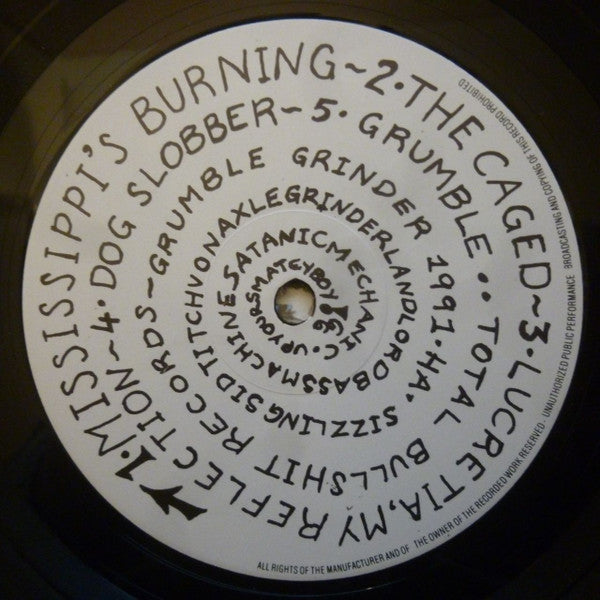 1. MISSISSIPPI'S BURNING~2. THE CAGED~3. LUCRETIA, MY REFLECTION~4. DOG SLOBBER~5. GRUMBLE.. TOTAL BULLSHIT RECORDS~GRUMBLE GRINDER 1991. HA. SIZZLINGSIDTITCHVONAXLEGRINDERLANDLORDBASSMACHINESATANICMECHANIC. UPYOURSMATEYBOY
ALL RIGHTS OF THE MANUFACTURER AND OF THE OWNER OF THE RECORDED WORK RESERVED. UNAUTHORIZED PUBLIC PERFORMANCE BROADCASTING AND COPYING OF THIS RECORD PROHIBITED